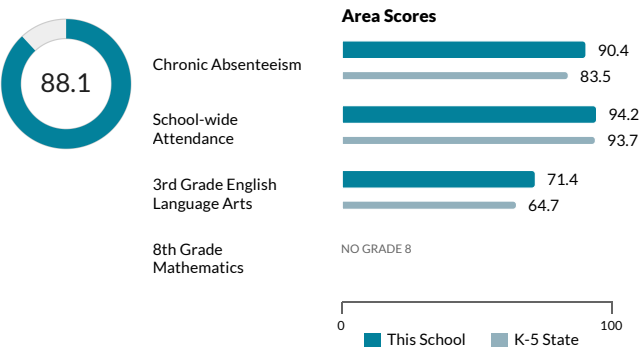 88.1
Area Scores
Chronic Absenteeism
90.4
83.5
School-wide
Attendance
94.2
93.7
3rd Grade English
Language Arts
71.4
64.7
8th Grade
Mathematics
NO GRADE 8
0
100
This School
K-5 State